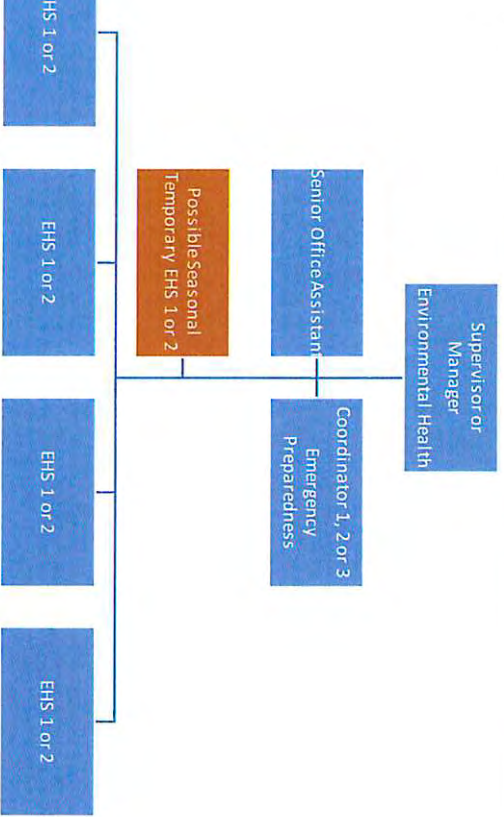 Supervisor or
Manager
Environmental Health
Senior Office Assistant
Coordinator 1, 2 or 3
Emergency
Preparedness
Possible Seasonal
Temporary EHS 1 or 2
HS 1 or 2
EHS 1 or 2
EHS 1 or 2
EHS 1 or 2